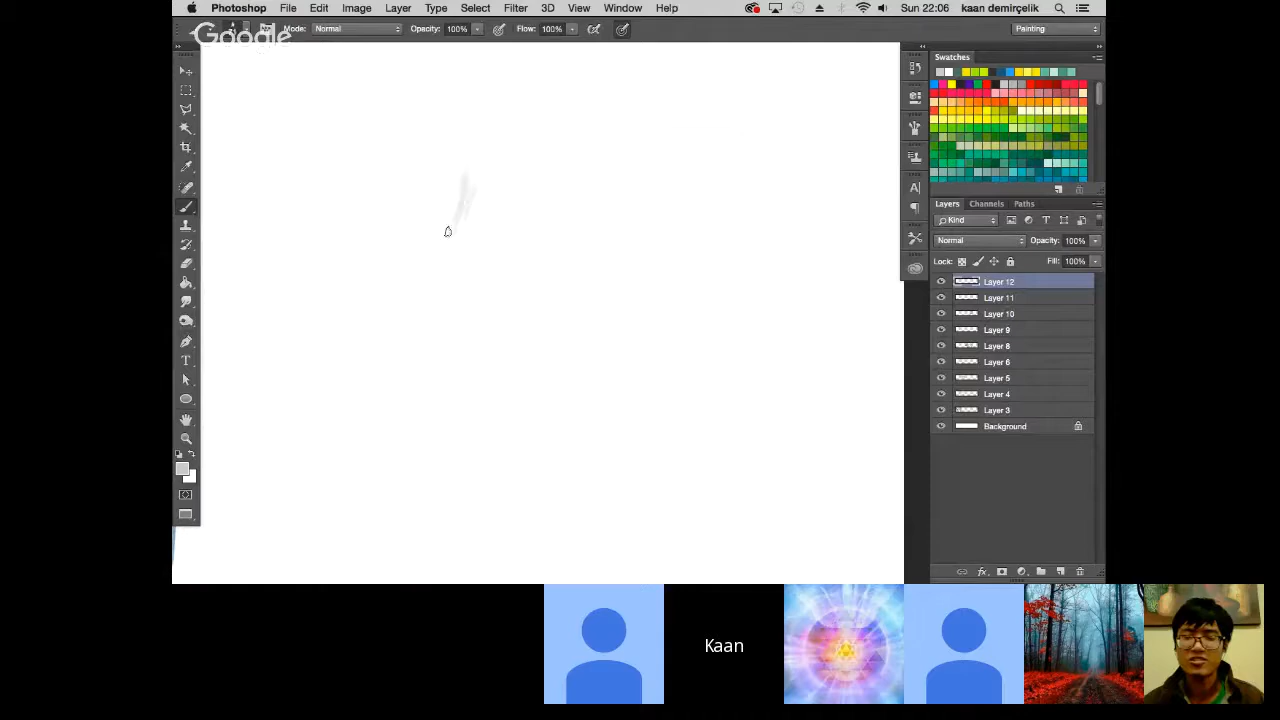 Photoshop File Edit Image Layer Type Select Filter 3D View Window Help Sun 22:06 kaan demirçelik
Google Mode: Normal Opacity: 100% Flow: 100% Painting
Swatches
Layers Channels Paths
Kind
Normal Opacity: 100%
Lock: Fill: 100%
Layer 12
Layer 11
Layer 10
Layer 9
Layer 8
Layer 6
Layer 5
Layer 4
Layer 3
Background
Kaan